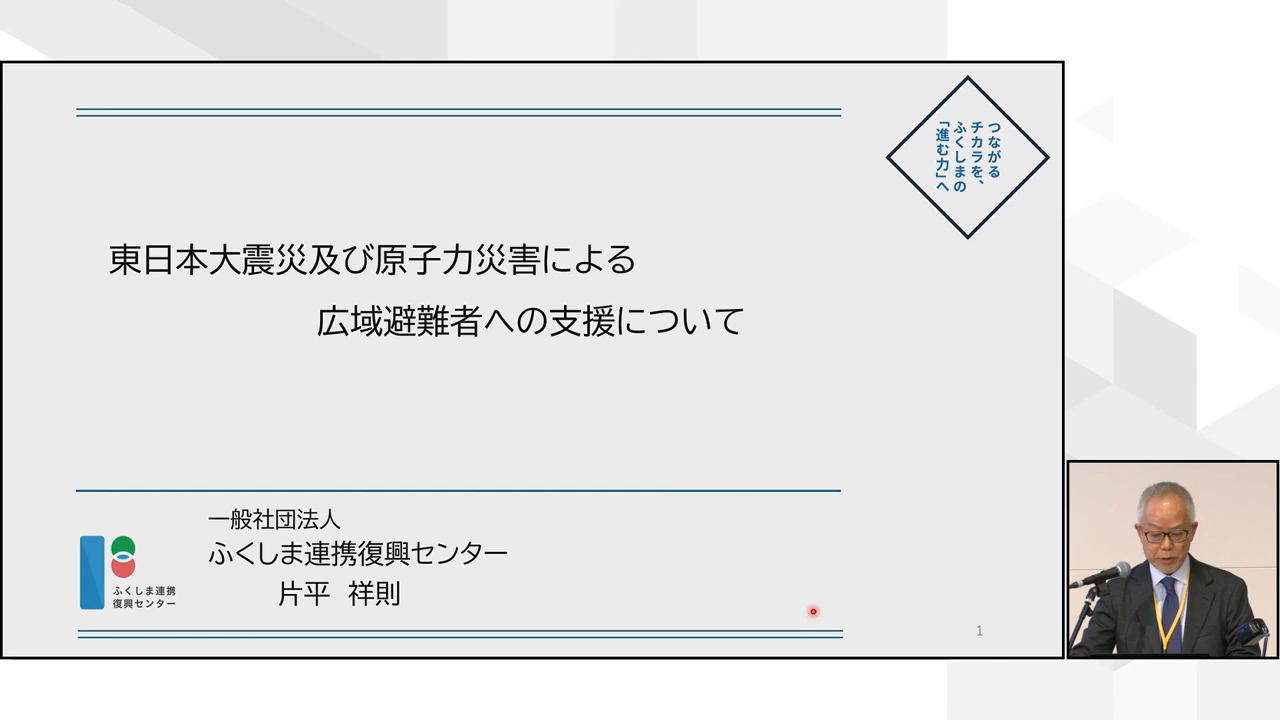 つながる
チカラを、
ふくしまの
「進む力」へ
東日本大震災及び原子力災害による
広域避難者への支援について
一般社団法人
ふくしま連携復興センター
片平 祥則
ふくしま連携
復興センター
1